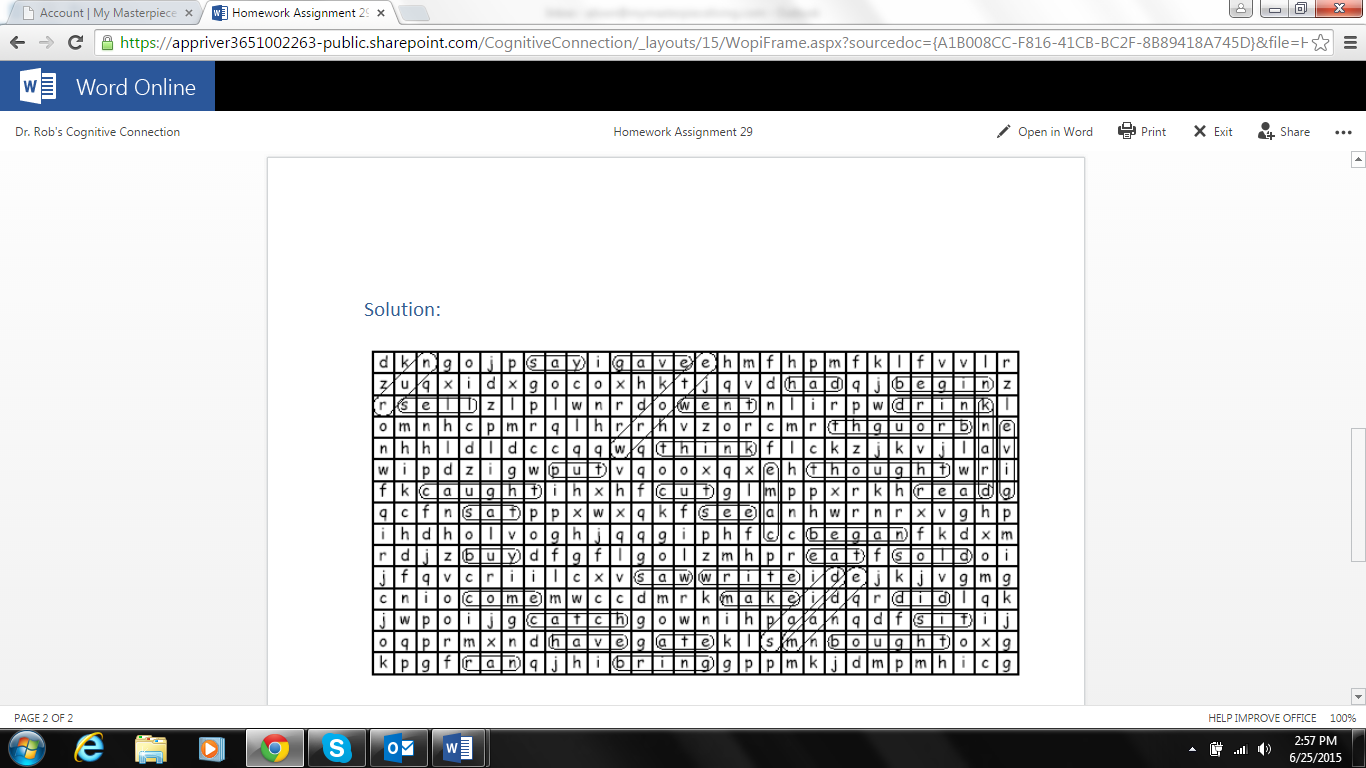 Account | My Masterpiece
Homework Assignment 29
https://appriver3651002263-public.sharepoint.com/CognitiveConnection/_layouts/15/WopiFrame.aspx?sourcedoc={A1B008CC-F816-41CB-BC2F-8B89418A745D}&file=H
Word Online
Dr. Rob's Cognitive Connection
Homework Assignment 29
Open in Word
Print
Exit
Share
Solution:
d k n g o j p s a y i g a v e e h m f h p m f k l f v v l r
z u q x i d x g o c o x h k t j q v d h a d q j b e g i n z
r s e l l z l p l w n r d o w e n t n l i r p w d r i n k l
o m n h c p m r q l h r r h v z o r c m r t h g u o r b n e
n h h l d l d c c q q w q t h i n k f l c k z j k v j l a v
w i p d z i g w p u t v q o o x q x e h t h o u g h t w r i
f k c a u g h t i h x h f c u t g l m p p x r k h r e a d g
q c f n s a t p p x w x q k f s e e a n h w r n r x v g h p
i h d h o l v o g h j q q g i p h f c c b e g a n f k d x m
r d j z b u y d f g f l g o l z m h p r e a t f s o l d o i
j f q v c r i i l c x v s a w w r i t e i d e j k j v g m g
c n i o c o m e m w c c d m r k m a k e i d q r d i d l q k
j w p o i j g c a t c h g o w n i h p a a n q d f s i t i j
o q p r m x n d h a v e g a t e k l s m n b o u g h t o x g
k p g f r a n q j h i b r i n g g p p m k j d m p m h i c g
PAGE 2 OF 2
HELP IMPROVE OFFICE
100%
2:57 PM
6/25/2015